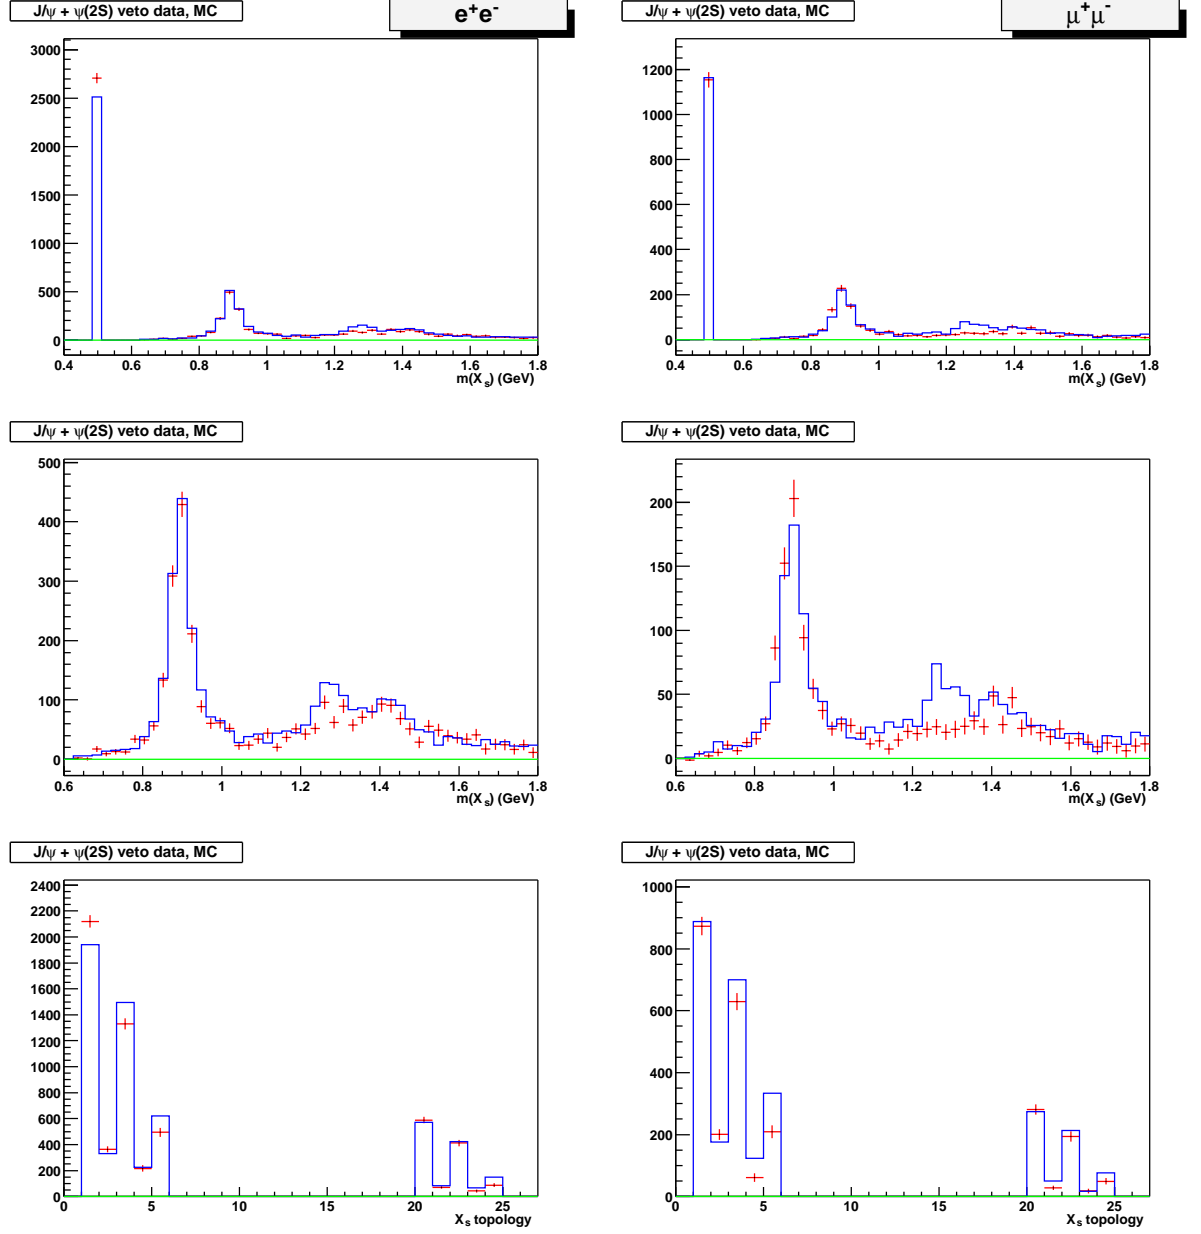 J/ψ + ψ(2S) veto data, MC
e⁺e⁻
3000
2500
2000
1500
1000
500
0
0.4 0.6 0.8 1 1.2 1.4 1.6 1.8
m(Xₛ) (GeV)
J/ψ + ψ(2S) veto data, MC
μ⁺μ⁻
1200
1000
800
600
400
200
0
0.4 0.6 0.8 1 1.2 1.4 1.6 1.8
m(Xₛ) (GeV)
J/ψ + ψ(2S) veto data, MC
500
400
300
200
100
0
0.6 0.8 1 1.2 1.4 1.6 1.8
m(Xₛ) (GeV)
J/ψ + ψ(2S) veto data, MC
200
150
100
50
0
0.6 0.8 1 1.2 1.4 1.6 1.8
m(Xₛ) (GeV)
J/ψ + ψ(2S) veto data, MC
2400
2200
2000
1800
1600
1400
1200
1000
800
600
400
200
0
0 5 10 15 20 25
Xₛ topology
J/ψ + ψ(2S) veto data, MC
1000
800
600
400
200
0
0 5 10 15 20 25
Xₛ topology